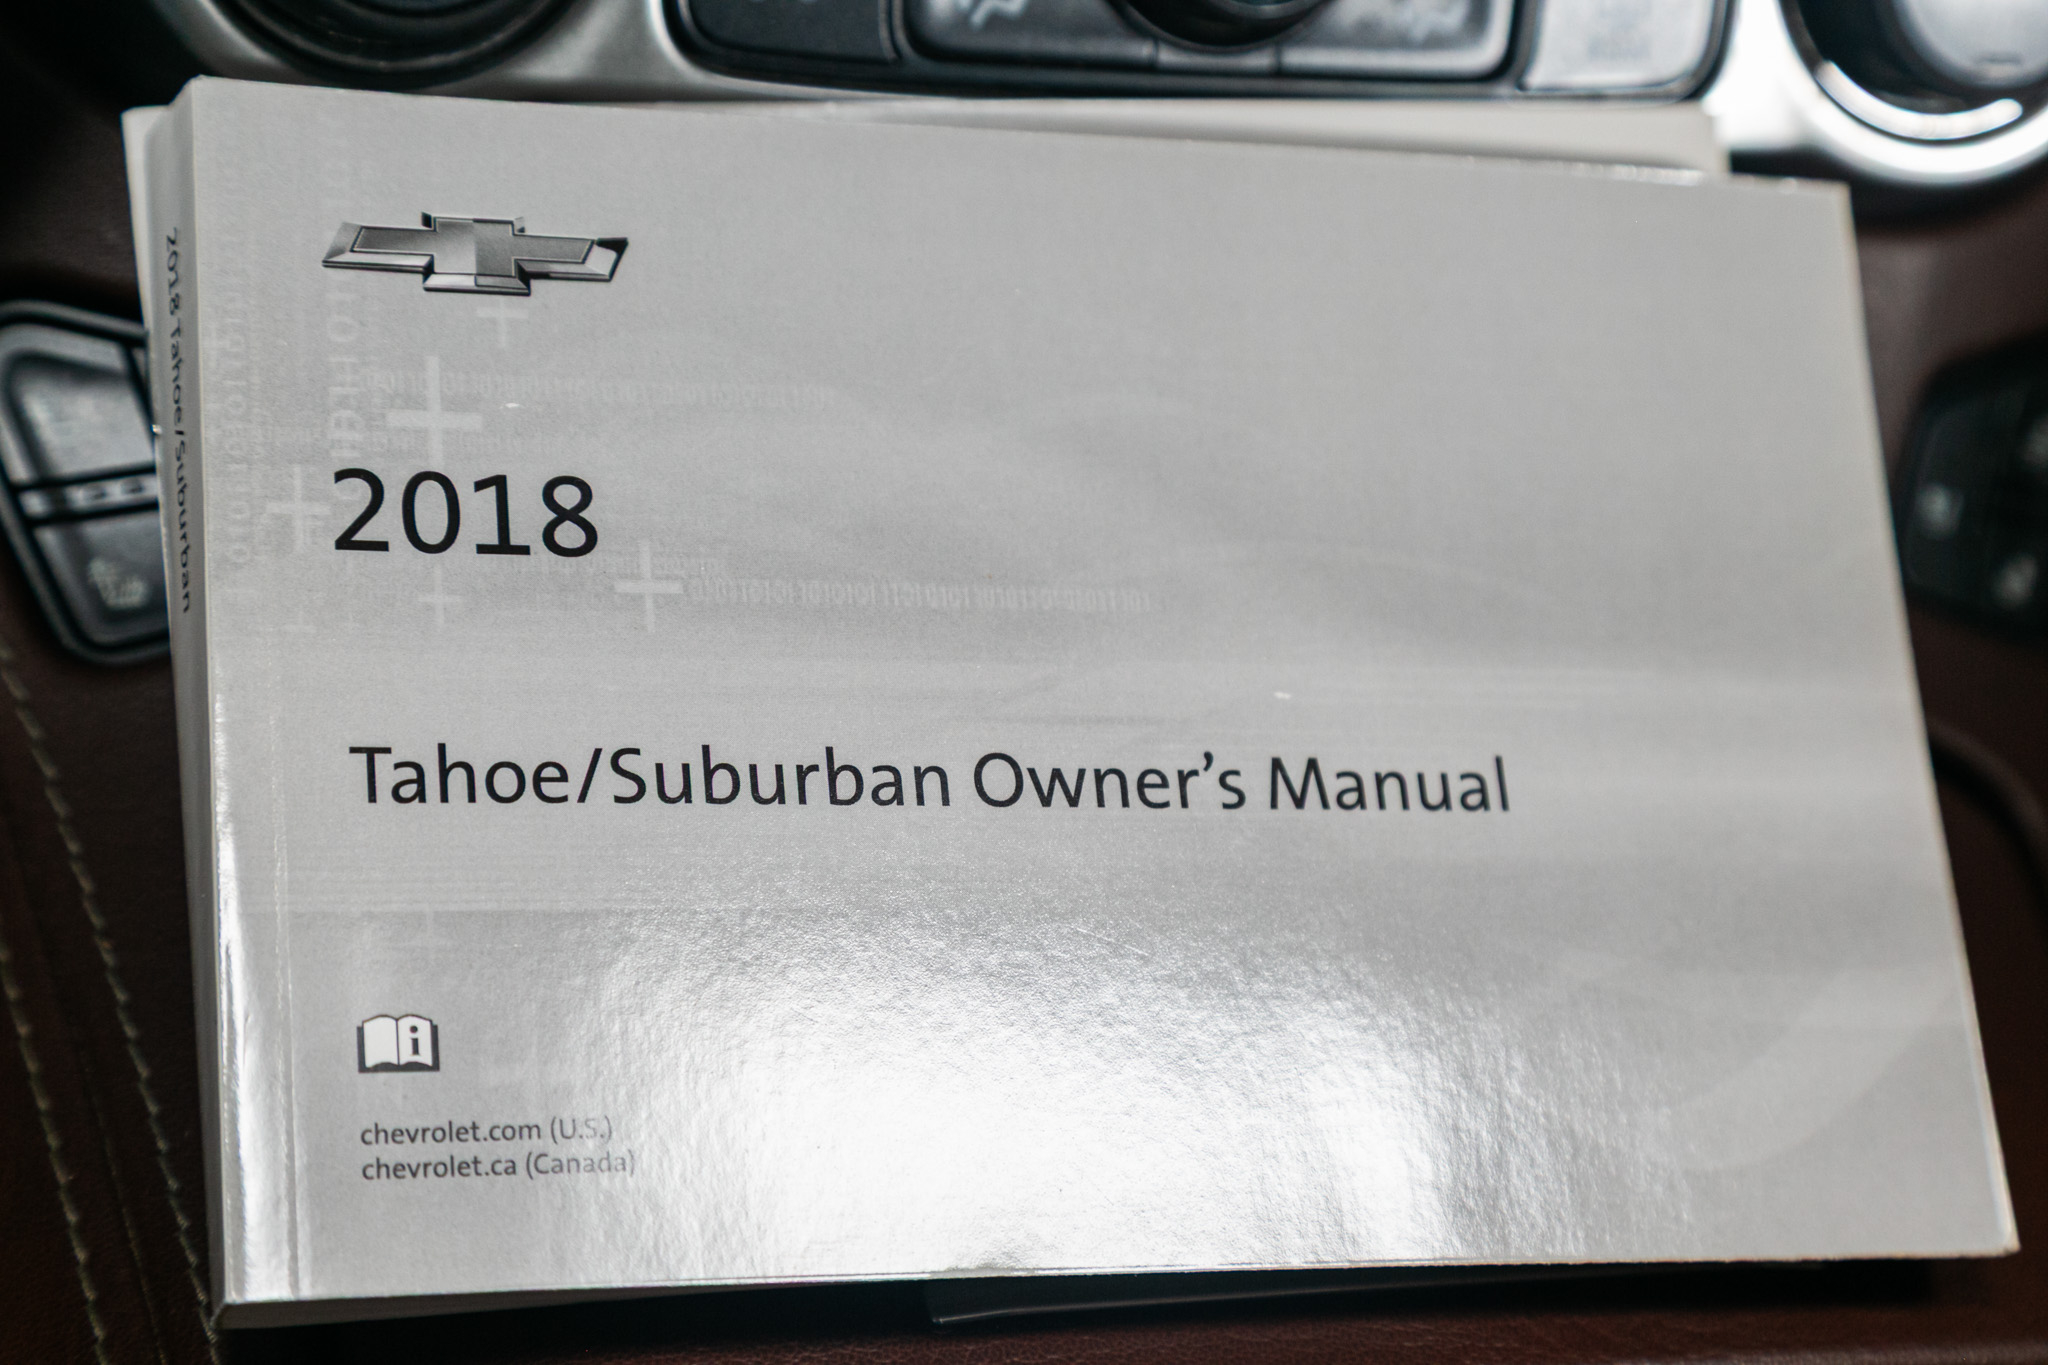 2018
Tahoe/Suburban Owner's Manual
i
chevrolet.com (U.S.)
chevrolet.ca (Canada)
2018 Tahoe/Suburban